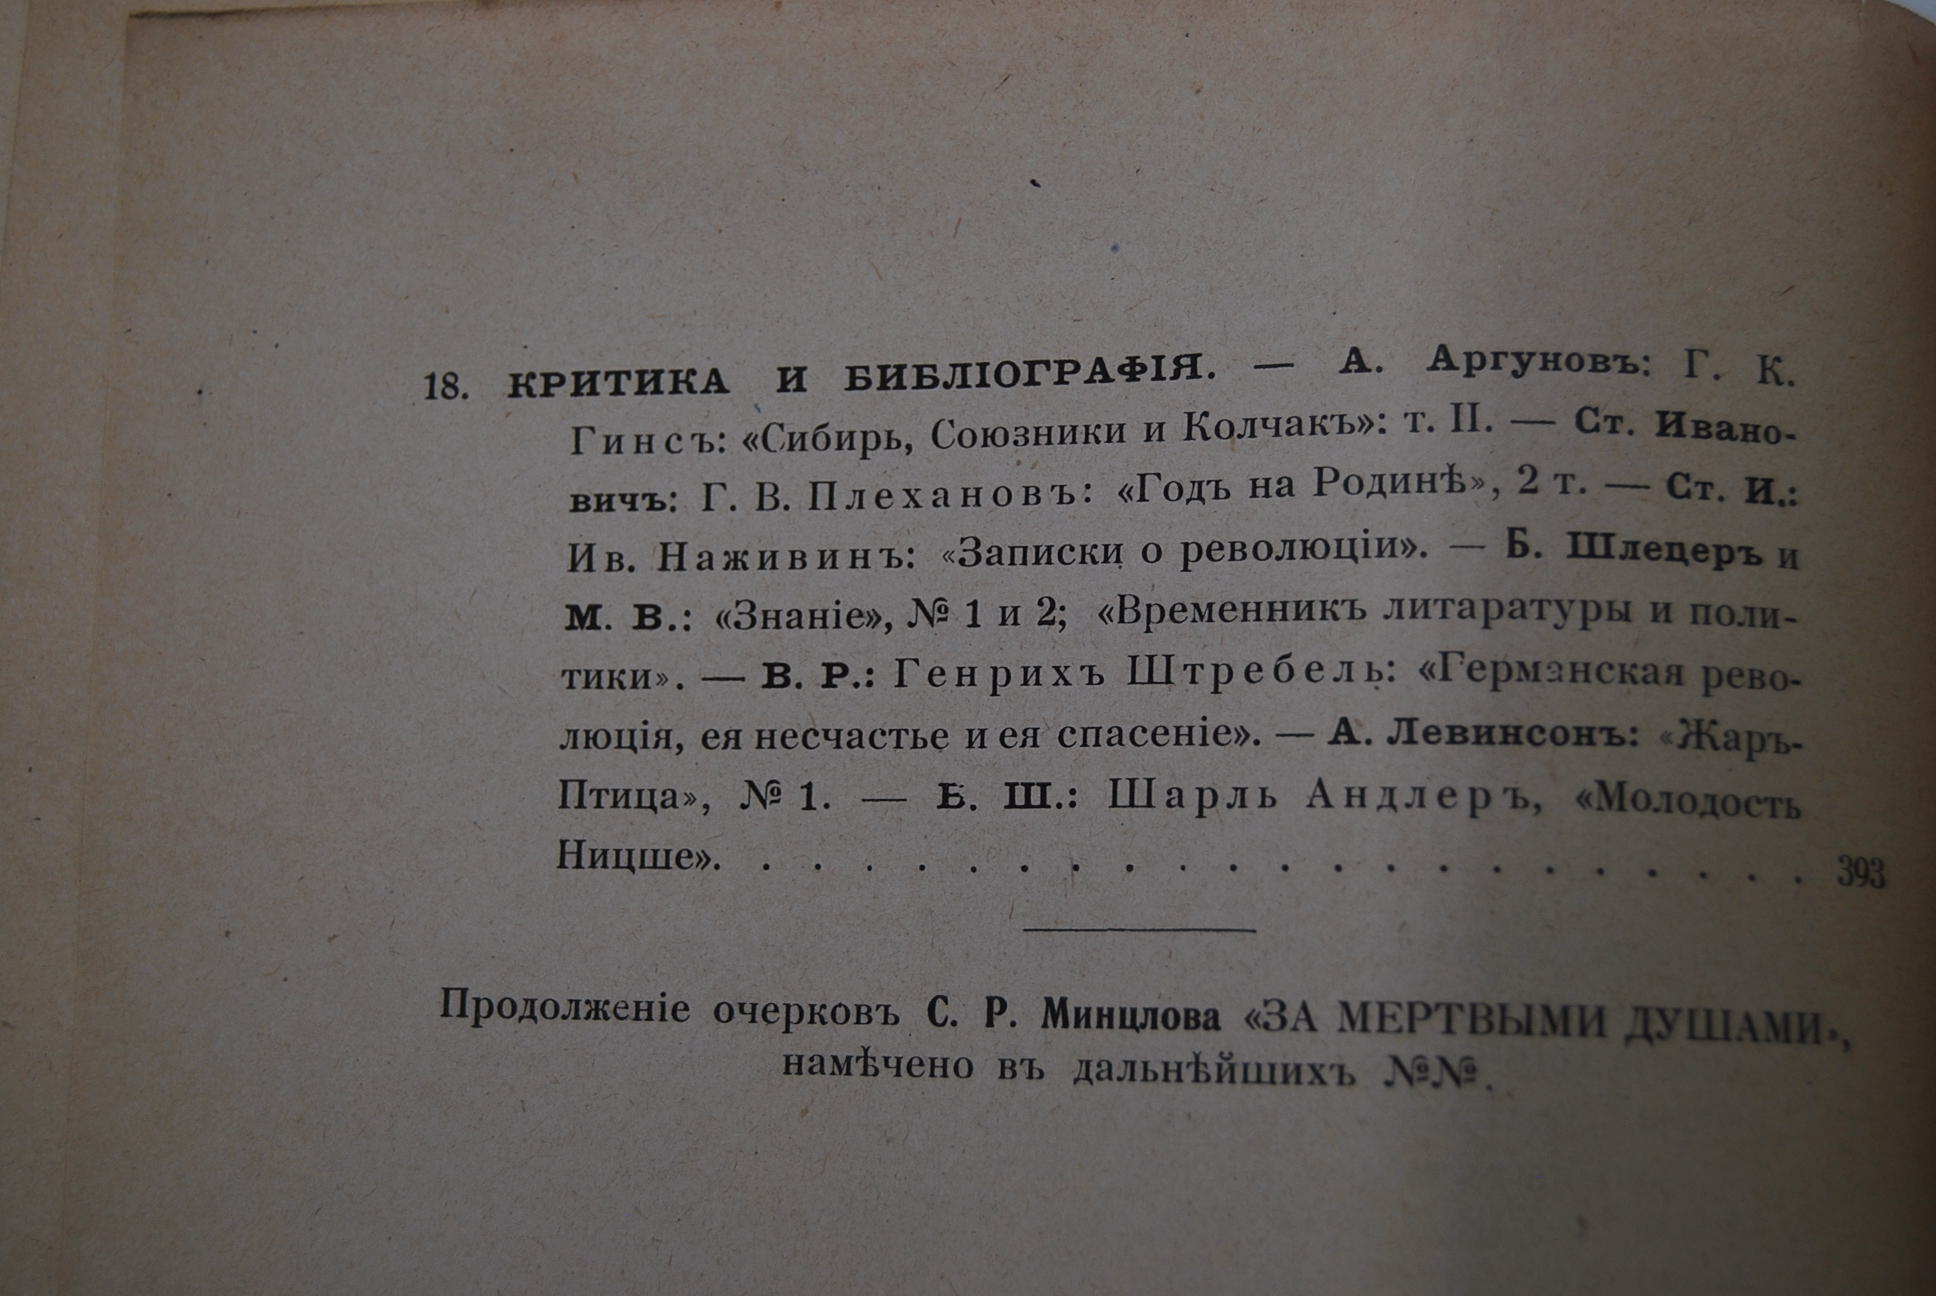 18. КРИТИКА И БИБЛІОГРАФІЯ. — А. Аргуновъ: Г. К.
Гинсъ: «Сибирь, Союзники и Колчакъ»: т. II. — Ст. Ивано-
вичъ: Г. В. Плехановъ: «Годъ на Родинѣ», 2 т. — Ст. И.:
Ив. Наживинъ: «Записки о революціи». — Б. Шлецеръ и
М. В.: «Знаніе», № 1 и 2; «Временникъ литаратуры и поли-
тики». — В. Р.: Генрихъ Штребель: «Германская рево-
люція, ея несчастье и ея спасеніе». — А. Левинсонъ: «Жаръ-
Птица», № 1. — Б. Ш.: Шарль Андлеръ, «Молодость
Ницше». . . . . . . . . . . . . . . . . . . . . . 393
Продолженіе очерковъ С. Р. Минцлова «ЗА МЕРТВЫМИ ДУШАМИ»,
намѣчено въ дальнѣйшихъ №№.